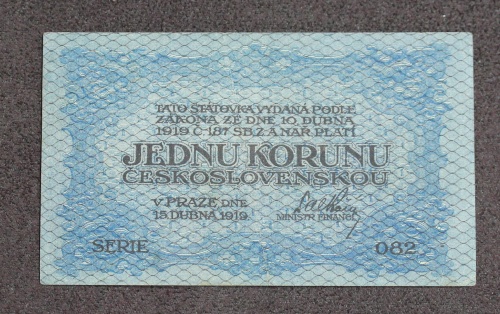 TATO STÁTOVKA VYDANÁ PODLE
ZÁKONA ZE DNE 10. DUBNA
1919 Č. 187 SB. Z. A NAŘ. PLATÍ
JEDNU KORUNU
ČESKOSLOVENSKOU
V PRAZE DNE
15. DUBNA 1919.
MINISTR FINANCÍ
SERIE 082